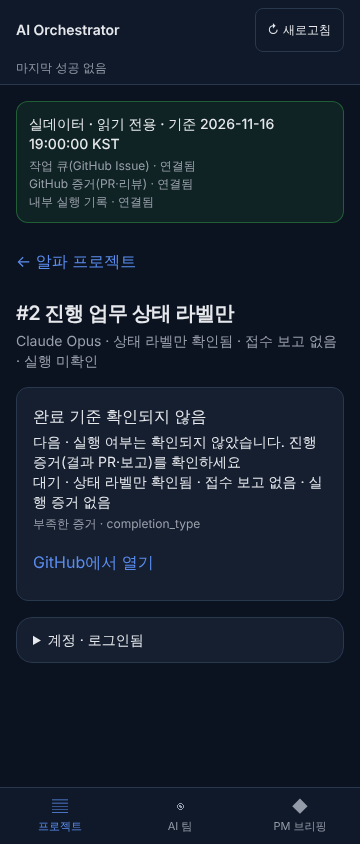 AI Orchestrator
새로고침
마지막 성공 없음
실데이터 · 읽기 전용 · 기준 2026-11-16
19:00:00 KST
작업 큐(GitHub Issue) · 연결됨
GitHub 증거(PR·리뷰) · 연결됨
내부 실행 기록 · 연결됨
← 알파 프로젝트
#2 진행 업무 상태 라벨만
Claude Opus · 상태 라벨만 확인됨 · 접수 보고 없음
· 실행 미확인
완료 기준 확인되지 않음
다음 · 실행 여부는 확인되지 않았습니다. 진행
증거(결과 PR·보고)를 확인하세요
대기 · 상태 라벨만 확인됨 · 접수 보고 없음 · 실
행 증거 없음
부족한 증거 · completion_type
GitHub에서 열기
▶ 계정 · 로그인됨
프로젝트
AI 팀
PM 브리핑